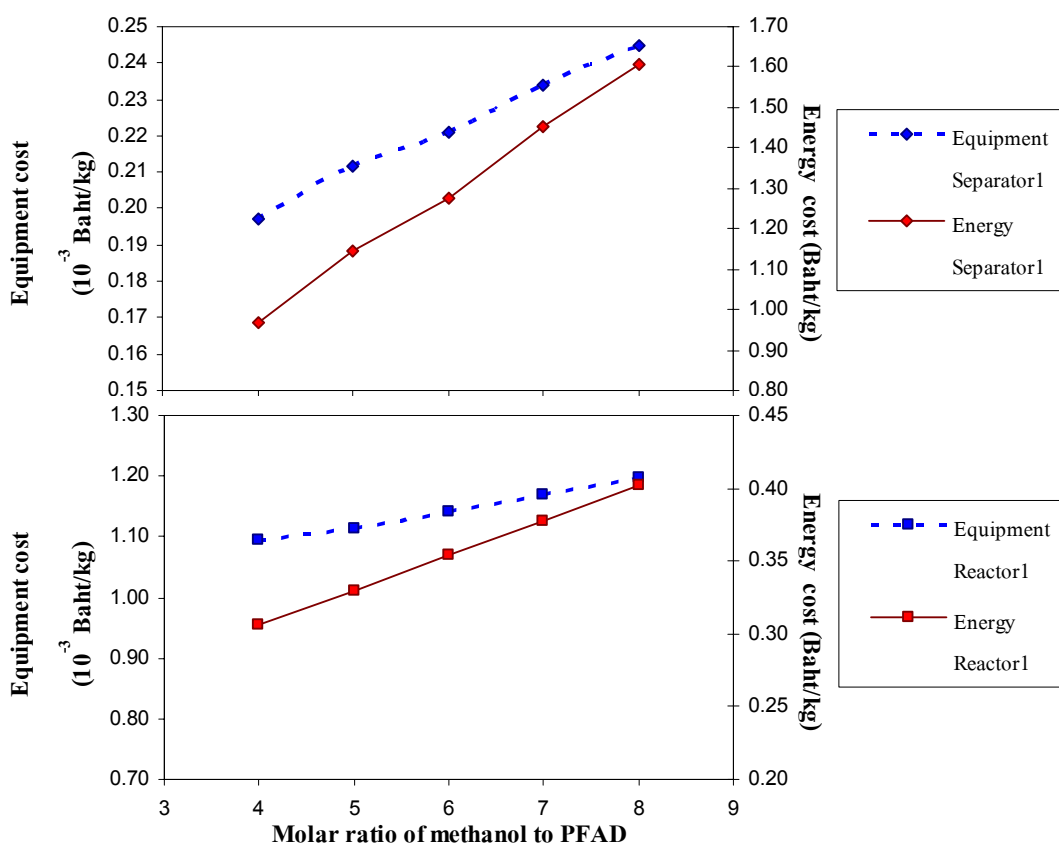 0.25
0.24
0.23
0.22
0.21
0.20
0.19
0.18
0.17
0.16
0.15
Equipment cost
(10⁻³ Baht/kg)
1.70
1.60
1.50
1.40
1.30
1.20
1.10
1.00
0.90
0.80
Energy cost (Baht/kg)
Equipment
Separator1
Energy
Separator1
1.30
1.20
1.10
1.00
0.90
0.80
0.70
Equipment cost
(10⁻³ Baht/kg)
0.45
0.40
0.35
0.30
0.25
0.20
Energy cost (Baht/kg)
Equipment
Reactor1
Energy
Reactor1
3 4 5 6 7 8 9
Molar ratio of methanol to PFAD